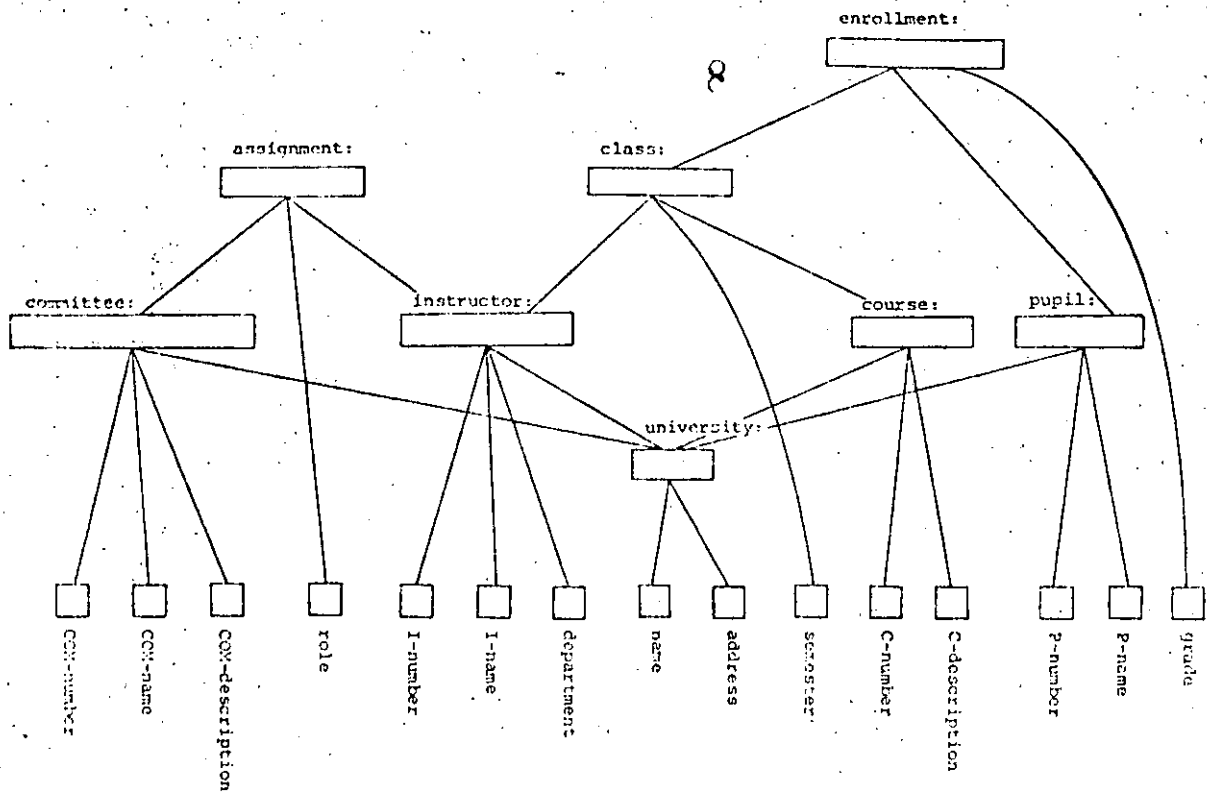 enrollment:
8
assignment:
class:
committee:
instructor:
course:
pupil:
university:
COM-number
COM-name
COM-description
role
I-number
I-name
department
name
address
semester
C-number
C-description
P-number
P-name
grade